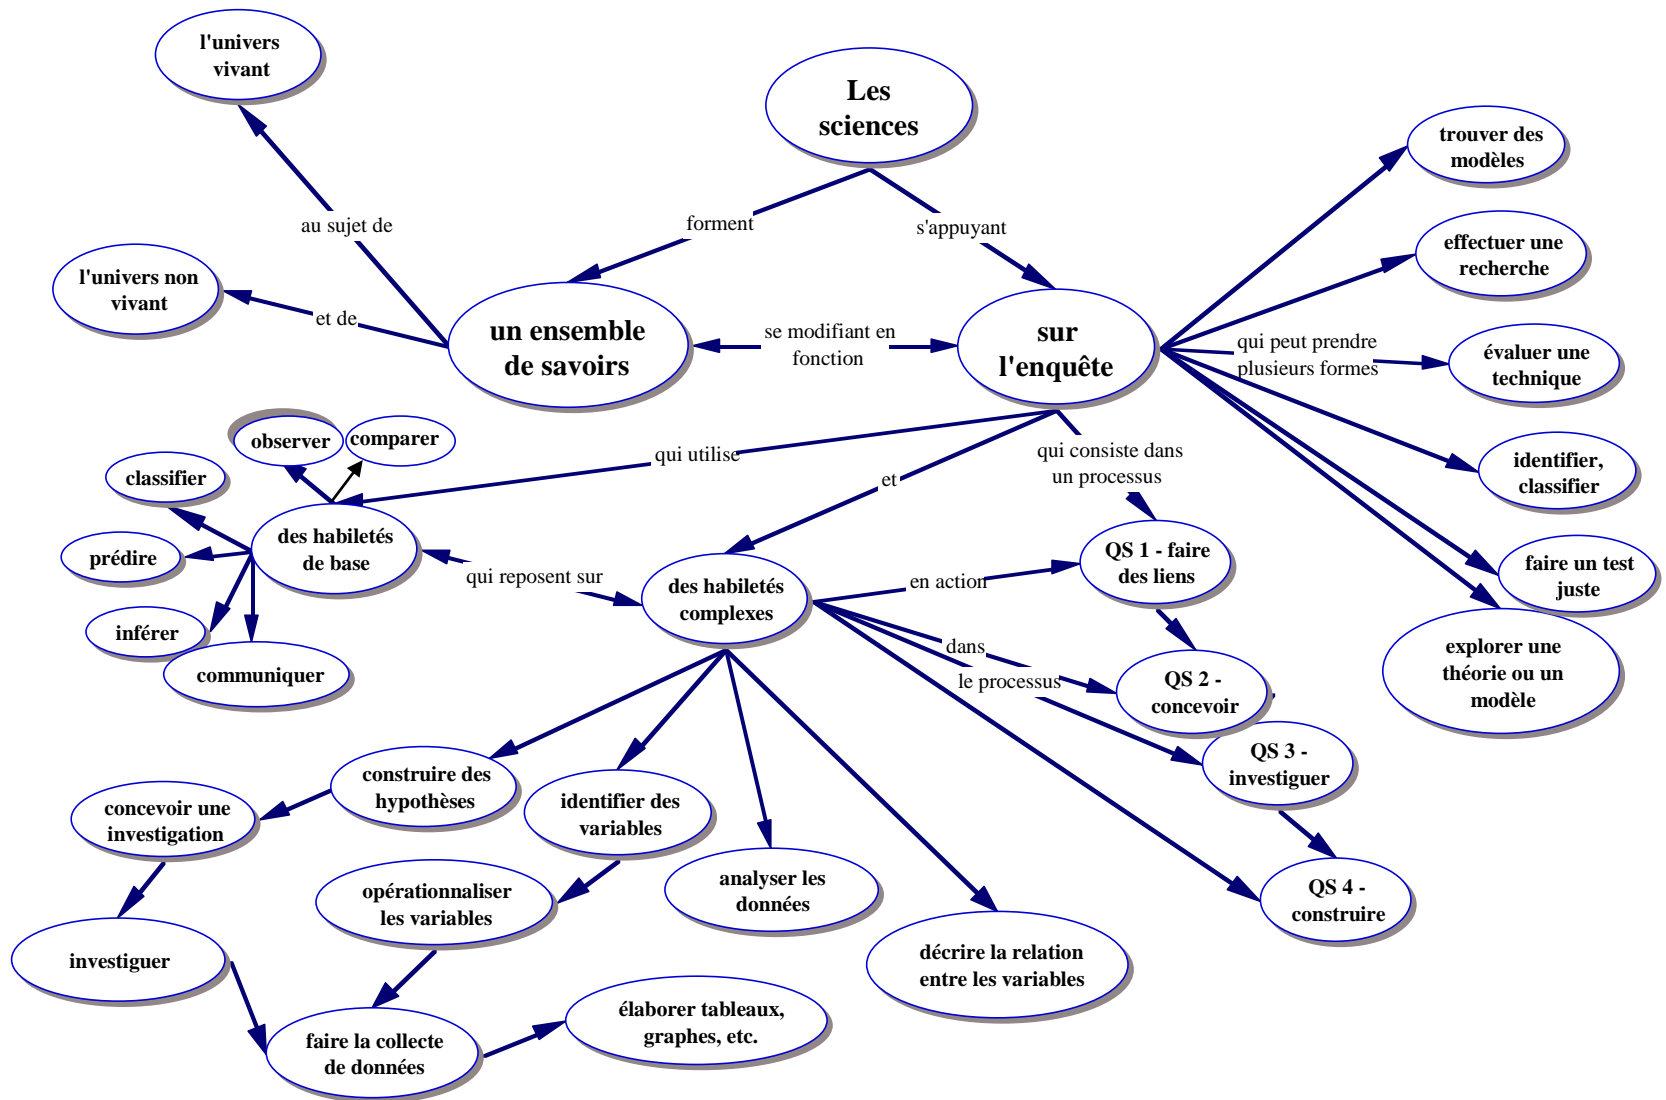 l'univers
vivant
Les
sciences
trouver des
modèles
au sujet de
forment
s'appuyant
effectuer une
recherche
l'univers non
vivant
et de
un ensemble
de savoirs
se modifiant en
fonction
sur
l'enquête
qui peut prendre
plusieurs formes
évaluer une
technique
observer
comparer
classifier
qui utilise
et
qui consiste dans
un processus
identifier,
classifier
prédire
des habiletés
de base
qui reposent sur
des habiletés
complexes
en action
QS 1 - faire
des liens
faire un test
juste
inférer
communiquer
dans
le processus
QS 2 -
concevoir
explorer une
théorie ou un
modèle
QS 3 -
investiguer
construire des
hypothèses
concevoir une
investigation
identifier des
variables
opérationnaliser
les variables
analyser les
données
QS 4 -
construire
investiguer
décrire la relation
entre les variables
faire la collecte
de données
élaborer tableaux,
graphes, etc.